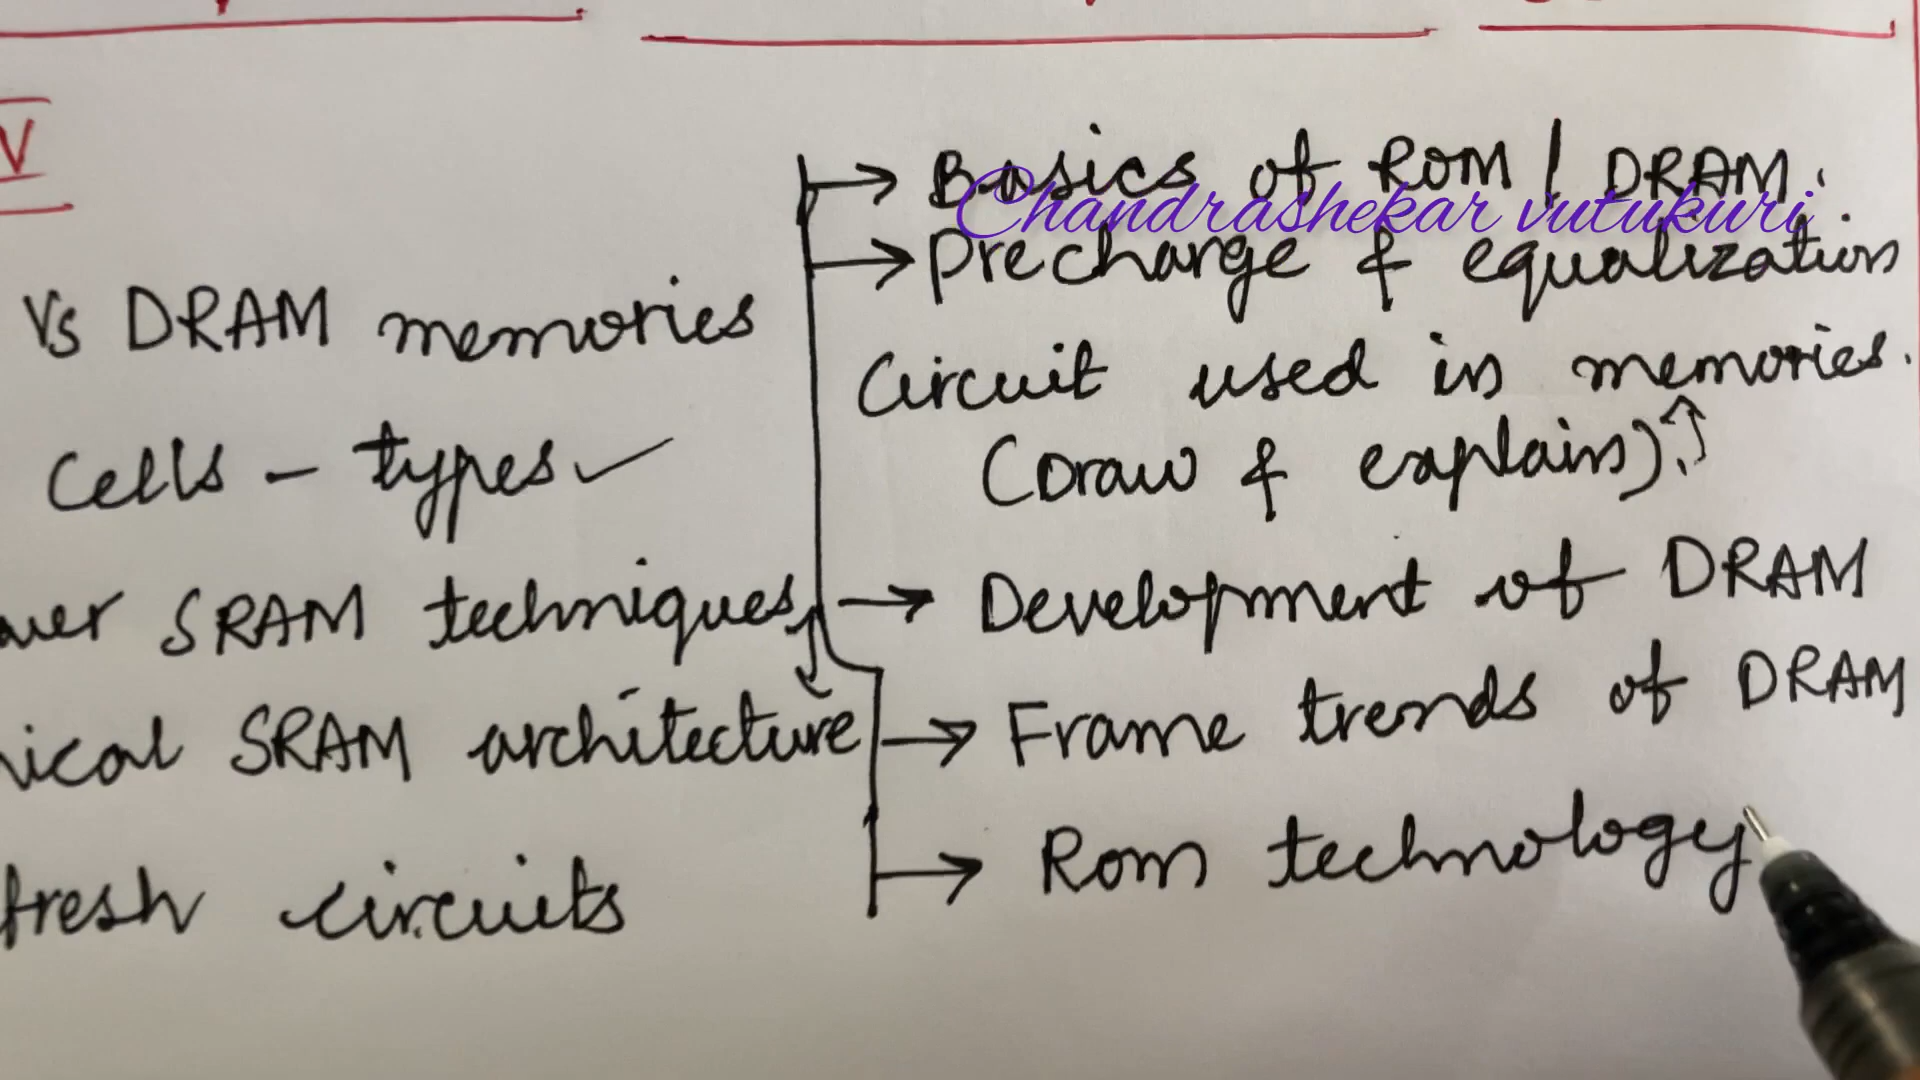 V
Vs DRAM memories
Cells - types ✓
SRAM techniques,
SRAM architecture
circuits
→ Basics of ROM / DRAM.
Chandrashekar vutukuri
→ Precharge & equalization
Circuit used in memories.
(Draw & explain).
→ Development of DRAM
→ Frame trends of DRAM
→ Rom technology